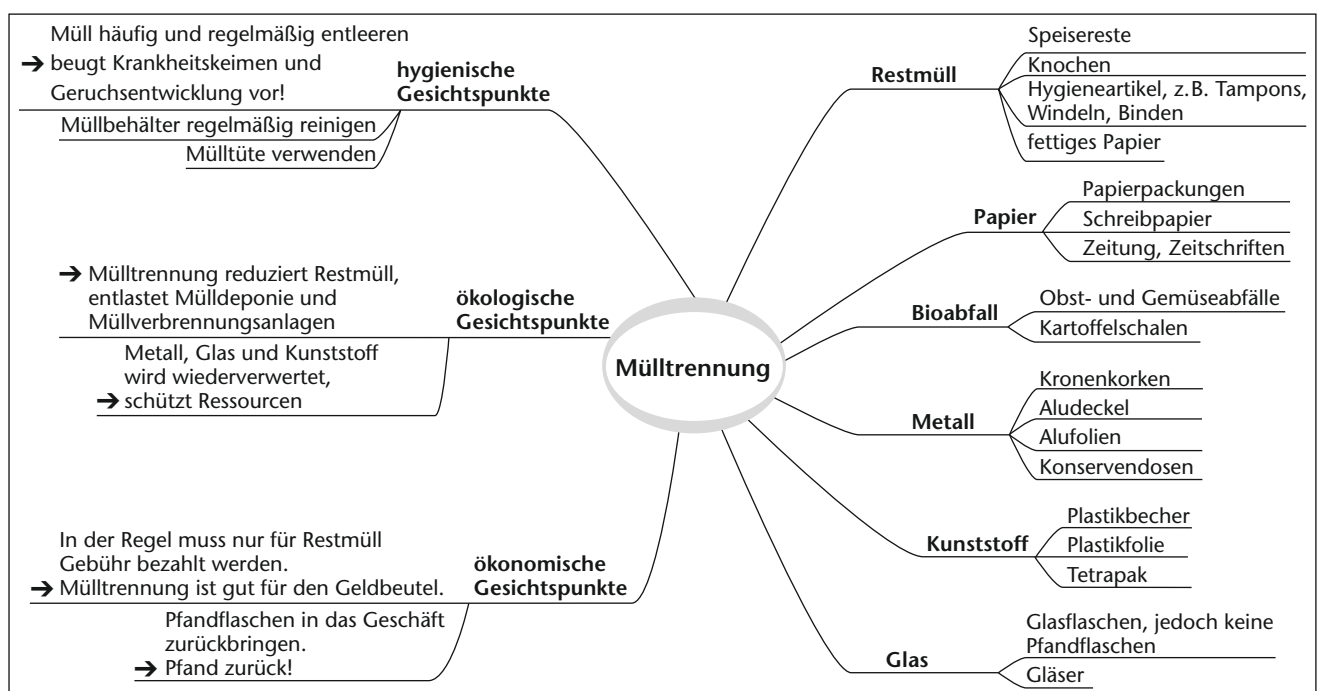 Müll häufig und regelmäßig entleeren
➔ beugt Krankheitskeimen und
Geruchsentwicklung vor!
Müllbehälter regelmäßig reinigen
Mülltüte verwenden
hygienische
Gesichtspunkte
➔ Mülltrennung reduziert Restmüll,
entlastet Mülldeponie und
Müllverbrennungsanlagen
Metall, Glas und Kunststoff
wird wiederverwertet,
➔ schützt Ressourcen
ökologische
Gesichtspunkte
In der Regel muss nur für Restmüll
Gebühr bezahlt werden.
➔ Mülltrennung ist gut für den Geldbeutel.
Pfandflaschen in das Geschäft
zurückbringen.
➔ Pfand zurück!
ökonomische
Gesichtspunkte
Mülltrennung
Restmüll
Speisereste
Knochen
Hygieneartikel, z.B. Tampons,
Windeln, Binden
fettiges Papier
Papier
Papierpackungen
Schreibpapier
Zeitung, Zeitschriften
Bioabfall
Obst- und Gemüseabfälle
Kartoffelschalen
Metall
Kronenkorken
Aludeckel
Alufolien
Konservendosen
Kunststoff
Plastikbecher
Plastikfolie
Tetrapak
Glas
Glasflaschen, jedoch keine
Pfandflaschen
Gläser